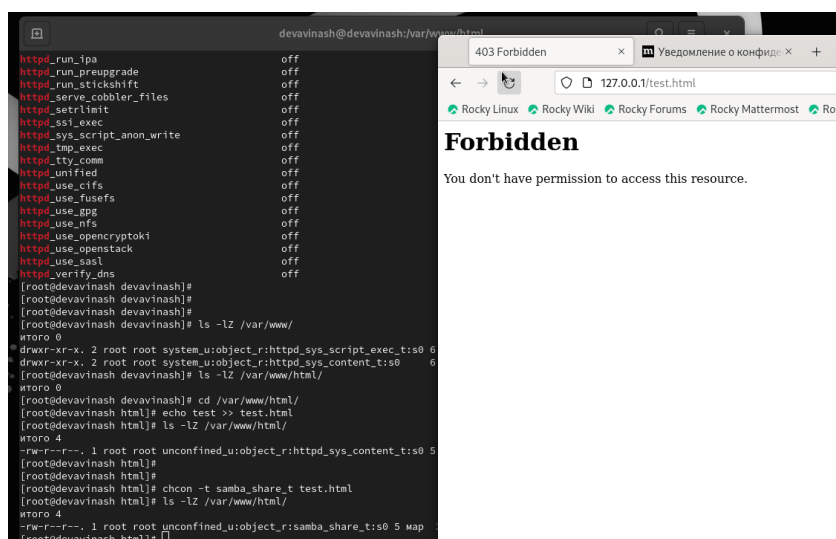 devavinash@devavinash:/var/www/html
httpd_run_ipa off
httpd_run_preupgrade off
httpd_run_stickshift off
httpd_serve_cobbler_files off
httpd_setrlimit off
httpd_ssi_exec off
httpd_sys_script_anon_write off
httpd_tmp_exec off
httpd_tty_comm off
httpd_unified off
httpd_use_cifs off
httpd_use_fusefs off
httpd_use_gpg off
httpd_use_nfs off
httpd_use_opencryptoki off
httpd_use_openstack off
httpd_use_sasl off
httpd_verify_dns off
[root@devavinash devavinash]#
[root@devavinash devavinash]#
[root@devavinash devavinash]#
[root@devavinash devavinash]# ls -lZ /var/www/
итого 0
drwxr-xr-x. 2 root root system_u:object_r:httpd_sys_script_exec_t:s0 6
drwxr-xr-x. 2 root root system_u:object_r:httpd_sys_content_t:s0 6
[root@devavinash devavinash]# ls -lZ /var/www/html/
итого 0
[root@devavinash devavinash]# cd /var/www/html/
[root@devavinash html]# echo test >> test.html
[root@devavinash html]# ls -lZ /var/www/html/
итого 4
-rw-r--r--. 1 root root unconfined_u:object_r:httpd_sys_content_t:s0 5
[root@devavinash html]#
[root@devavinash html]#
[root@devavinash html]# chcon -t samba_share_t test.html
[root@devavinash html]# ls -lZ /var/www/html/
итого 4
-rw-r--r--. 1 root root unconfined_u:object_r:samba_share_t:s0 5 мар
[root@devavinash html]#
403 Forbidden × m Уведомление о конфиде × +
127.0.0.1/test.html
Rocky Linux Rocky Wiki Rocky Forums Rocky Mattermost Ro
Forbidden
You don't have permission to access this resource.